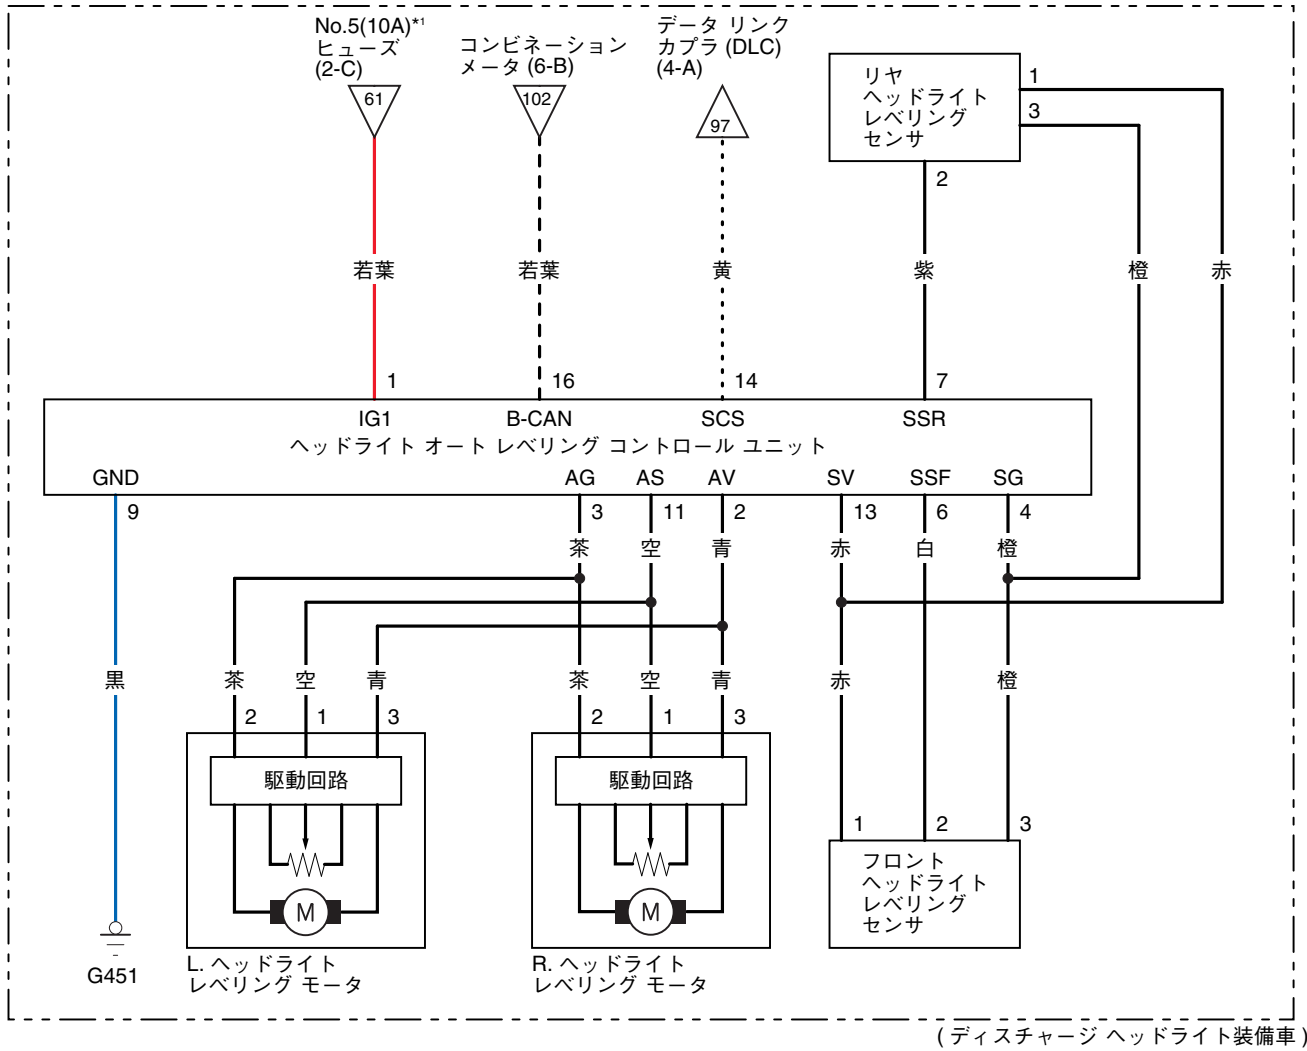 No.5(10A)*1
ヒューズ
(2-C)
61
コンビネーション
メータ (6-B)
102
データ リンク
カプラ (DLC)
(4-A)
97
リヤ
ヘッドライト
レベリング
センサ
1
3
2
若葉
若葉
黄
紫
橙
赤
1
16
14
7
IG1
B-CAN
SCS
SSR
ヘッドライト オート レベリング コントロール ユニット
GND
AG
AS
AV
SV
SSF
SG
9
3
11
2
13
6
4
茶
空
青
赤
白
橙
黒
茶
空
青
茶
空
青
赤
橙
2
1
3
2
1
3
駆動回路
駆動回路
1
2
3
フロント
ヘッドライト
レベリング
センサ
M
M
G451
L. ヘッドライト
レベリング モータ
R. ヘッドライト
レベリング モータ
( ディスチャージ ヘッドライト装備車 )